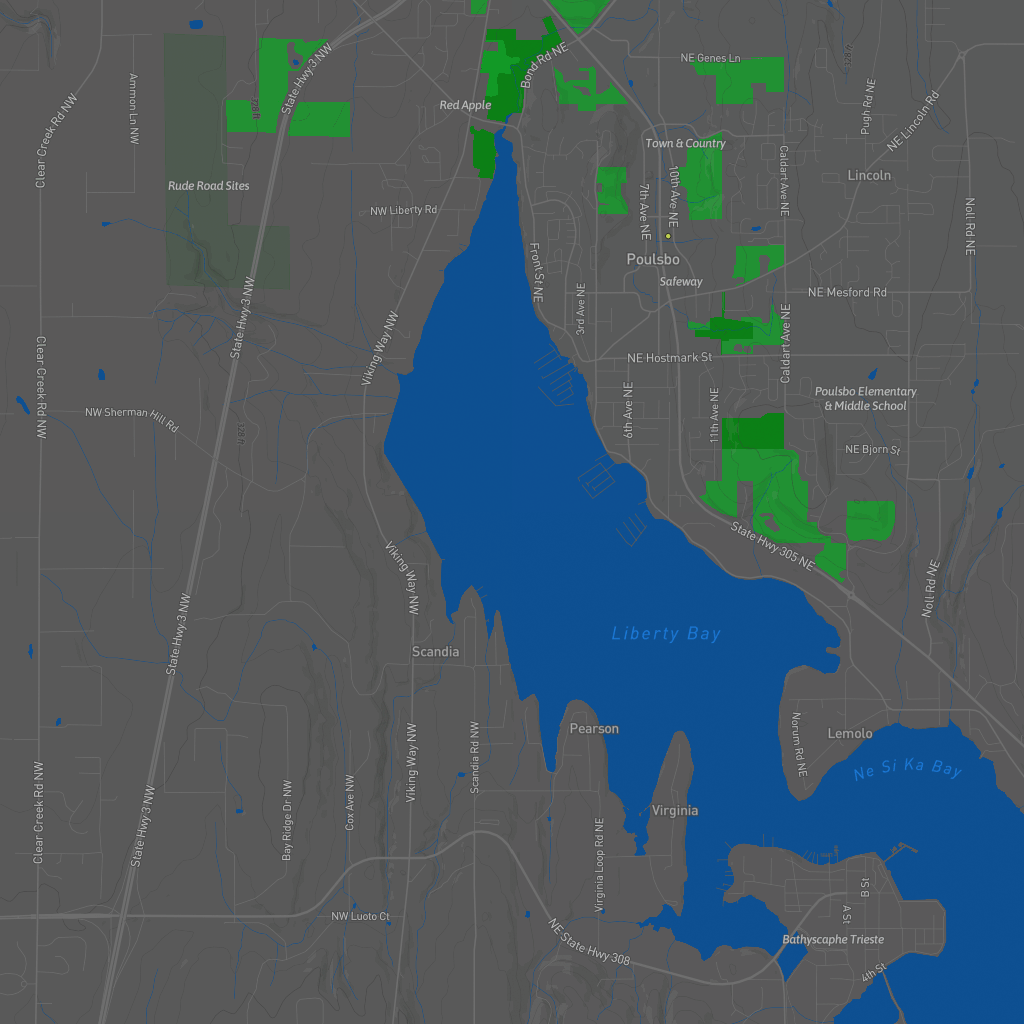 NE Genes Ln
328 ft
Bond Rd NE
State Hwy 3 NW
Ammon Ln NW
Clear Creek Rd NW
328 ft
Red Apple
Pugh Rd NE
NE Lincoln Rd
Town & Country
Lincoln
Caldart Ave NE
Rude Road Sites
10th Ave NE
7th Ave NE
NW Liberty Rd
Noll Rd NE
Poulsbo
Front St NE
Safeway
NE Mesford Rd
3rd Ave NE
State Hwy 3 NW
Viking Way NW
Caldart Ave NE
NE Hostmark St
Clear Creek Rd NW
Poulsbo Elementary
& Middle School
6th Ave NE
11th Ave NE
NW Sherman Hill Rd
328 ft
NE Bjorn St
State Hwy 305 NE
Viking Way NW
Noll Rd NE
State Hwy 3 NW
Liberty Bay
Scandia
Pearson
Norum Rd NE
Lemolo
Scandia Rd NW
Viking Way NW
Ne Si Ka Bay
Clear Creek Rd NW
State Hwy 3 NW
Bay Ridge Dr NW
Cox Ave NW
Virginia
Virginia Loop Rd NE
B St
A St
NW Luoto Ct
NE State Hwy 308
Bathyscaphe Trieste
4th St